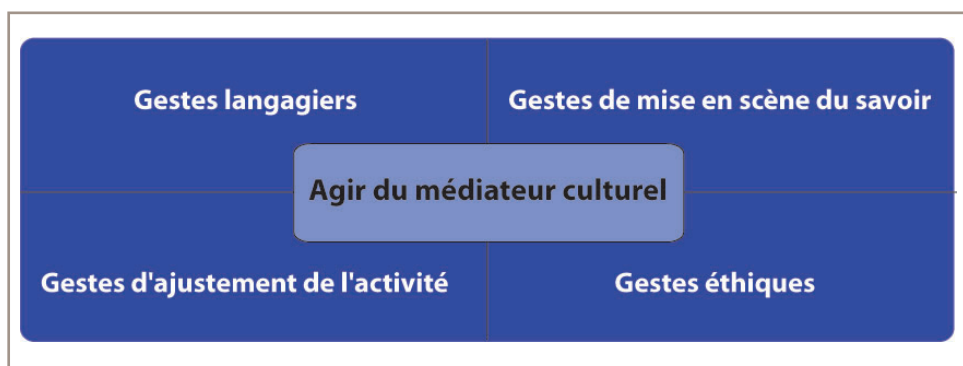 Gestes langagiers
Gestes de mise en scène du savoir
Agir du médiateur culturel
Gestes d'ajustement de l'activité
Gestes éthiques